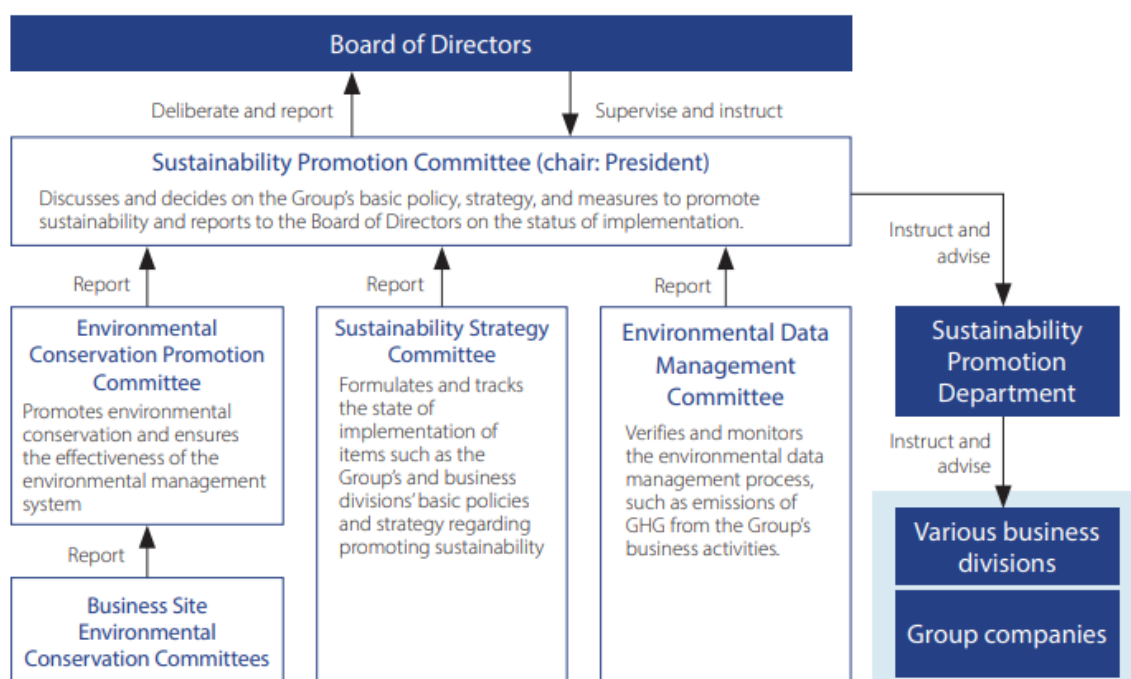 Board of Directors
Deliberate and report
Supervise and instruct
Sustainability Promotion Committee (chair: President)
Discusses and decides on the Group's basic policy, strategy, and measures to promote
sustainability and reports to the Board of Directors on the status of implementation.
Instruct and
advise
Report
Report
Report
Environmental
Conservation Promotion
Committee
Promotes environmental
conservation and ensures
the effectiveness of the
environmental management
system
Report
Business Site
Environmental
Conservation Committees
Sustainability Strategy
Committee
Formulates and tracks
the state of
implementation of
items such as the
Group's and business
divisions' basic policies
and strategy regarding
promoting sustainability
Environmental Data
Management
Committee
Verifies and monitors
the environmental data
management process,
such as emissions of
GHG from the Group's
business activities.
Sustainability
Promotion
Department
Instruct and
advise
Various business
divisions
Group companies